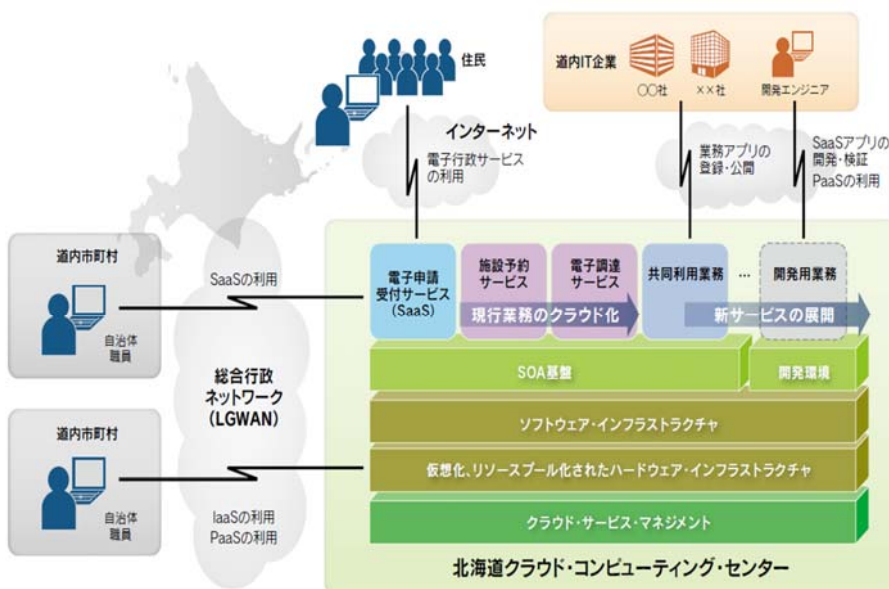 住民
道内IT企業
〇〇社
××社
開発エンジニア
インターネット
電子行政サービス
の利用
業務アプリの
登録・公開
SaaSアプリの
開発・検証
PaaSの利用
道内市町村
自治体
職員
SaaSの利用
電子申請
受付サービス
(SaaS)
施設予約
サービス
電子調達
サービス
共同利用業務
…
開発用業務
現行業務のクラウド化
新サービスの展開
総合行政
ネットワーク
(LGWAN)
SOA基盤
開発環境
ソフトウェア・インフラストラクチャ
道内市町村
自治体
職員
仮想化、リソースプール化されたハードウェア・インフラストラクチャ
IaaSの利用
PaaSの利用
クラウド・サービス・マネジメント
北海道クラウド・コンピューティング・センター